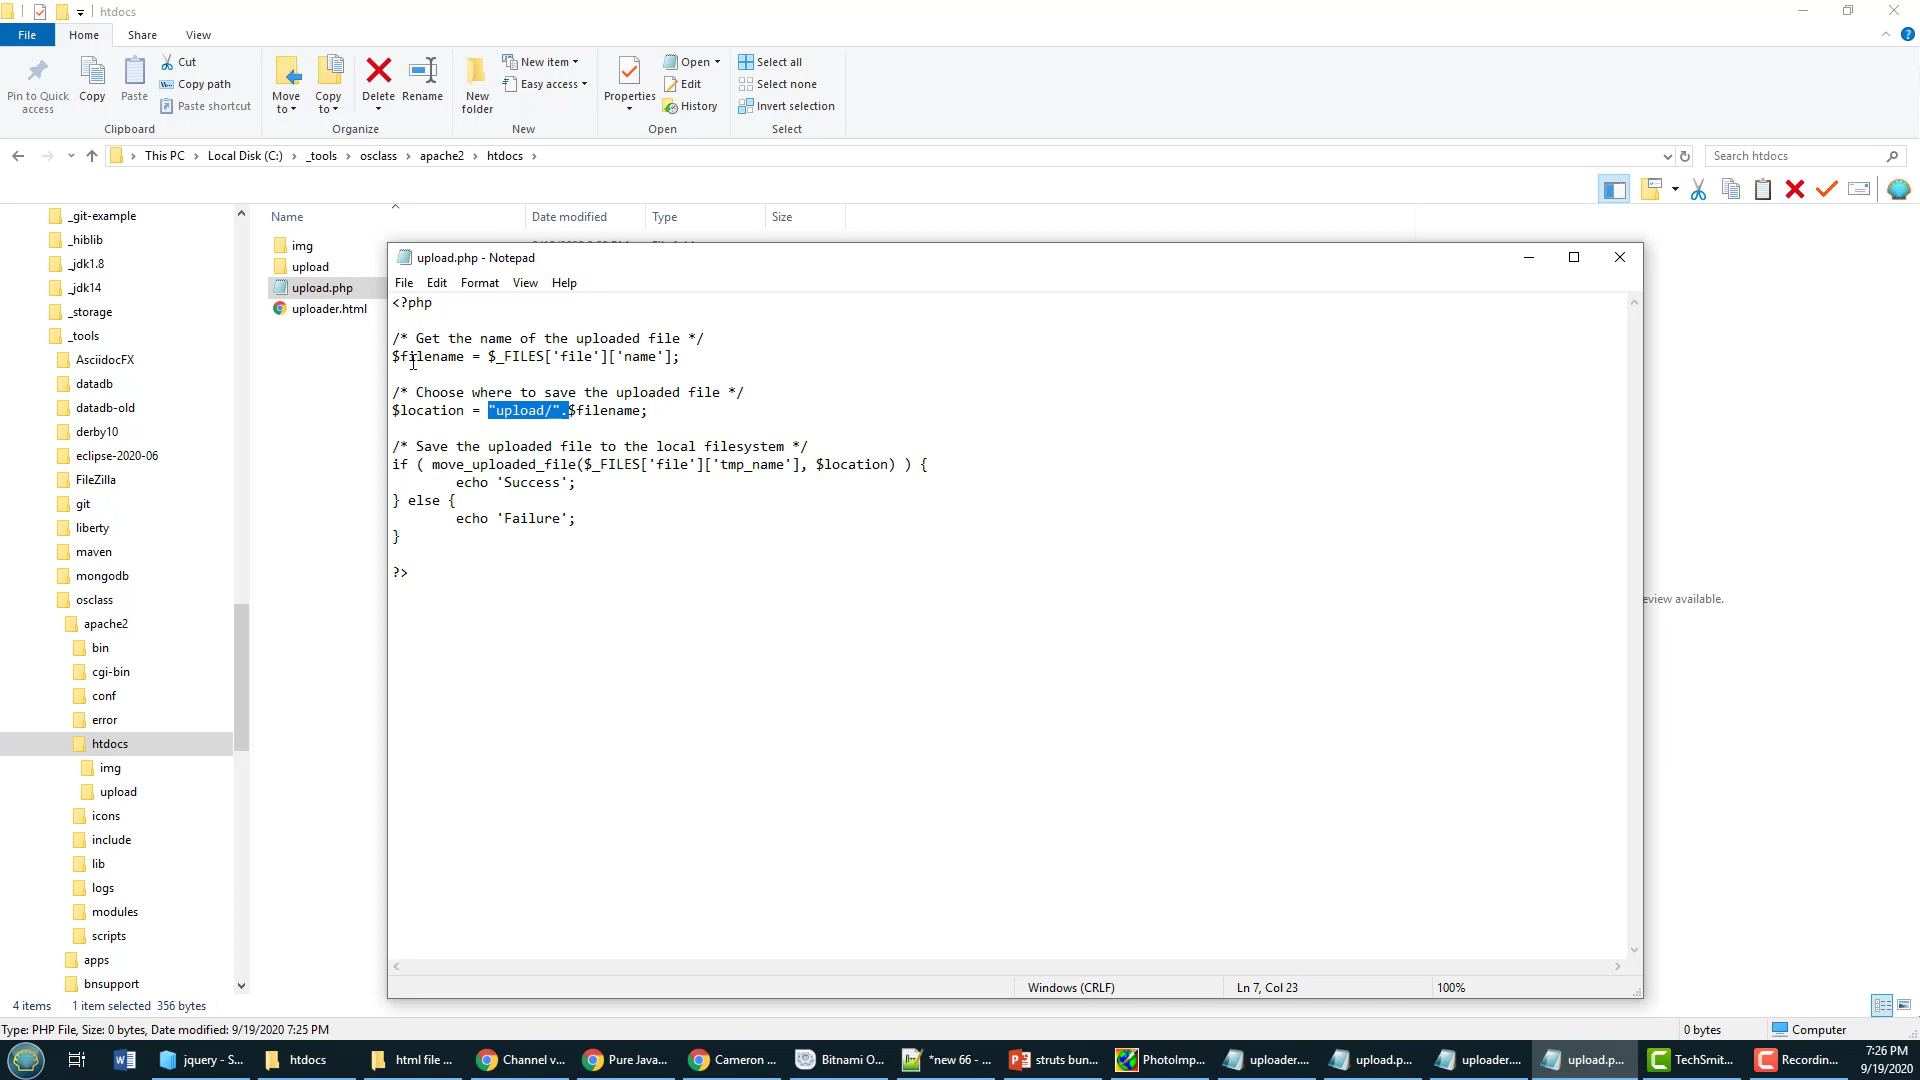 htdocs
File Home Share View
Pin to Quick access
Copy
Paste
Cut
Copy path
Paste shortcut
Clipboard
Move to
Copy to
Delete
Rename
Organize
New folder
New item
Easy access
New
Properties
Open
Edit
History
Open
Select all
Select none
Invert selection
Select
This PC > Local Disk (C:) > _tools > osclass > apache2 > htdocs >
Search htdocs
Name Date modified Type Size
_git-example
_hiblib
_jdk1.8
_jdk14
_storage
_tools
AsciidocFX
datadb
datadb-old
derby10
eclipse-2020-06
FileZilla
git
liberty
maven
mongodb
osclass
apache2
bin
cgi-bin
conf
error
htdocs
img
upload
icons
include
lib
logs
modules
scripts
apps
bnsupport
img
upload
upload.php
uploader.html
upload.php - Notepad
File Edit Format View Help
<?php
/* Get the name of the uploaded file */
$filename = $_FILES['file']['name'];
/* Choose where to save the uploaded file */
$location = "upload/".$filename;
/* Save the uploaded file to the local filesystem */
if ( move_uploaded_file($_FILES['file']['tmp_name'], $location) ) {
echo 'Success';
} else {
echo 'Failure';
}
?>
Windows (CRLF) Ln 7, Col 23 100%
eview available.
4 items 1 item selected 356 bytes
Type: PHP File, Size: 0 bytes, Date modified: 9/19/2020 7:25 PM
0 bytes Computer
jquery - S...
htdocs
html file ...
Channel v...
Pure Java...
Cameron ...
Bitnami O...
*new 66 - ...
struts bun...
PhotoImp...
uploader....
upload.p...
uploader....
upload.p...
TechSmit...
Recordin...
7:26 PM
9/19/2020